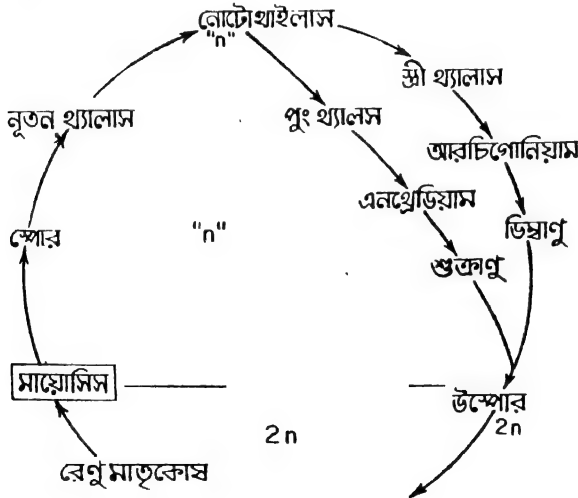 নোটোথাইলাস
"n"
স্ত্রী থ্যালাস
নূতন থ্যালাস
পুং থ্যালস
আরচিগোনিয়াম
এনথ্রেডিয়াম
স্পোর
"n"
ডিম্বাণু
শুক্রাণু
মায়োসিস
উস্পোর
2n
2n
রেণু মাতৃকোষ